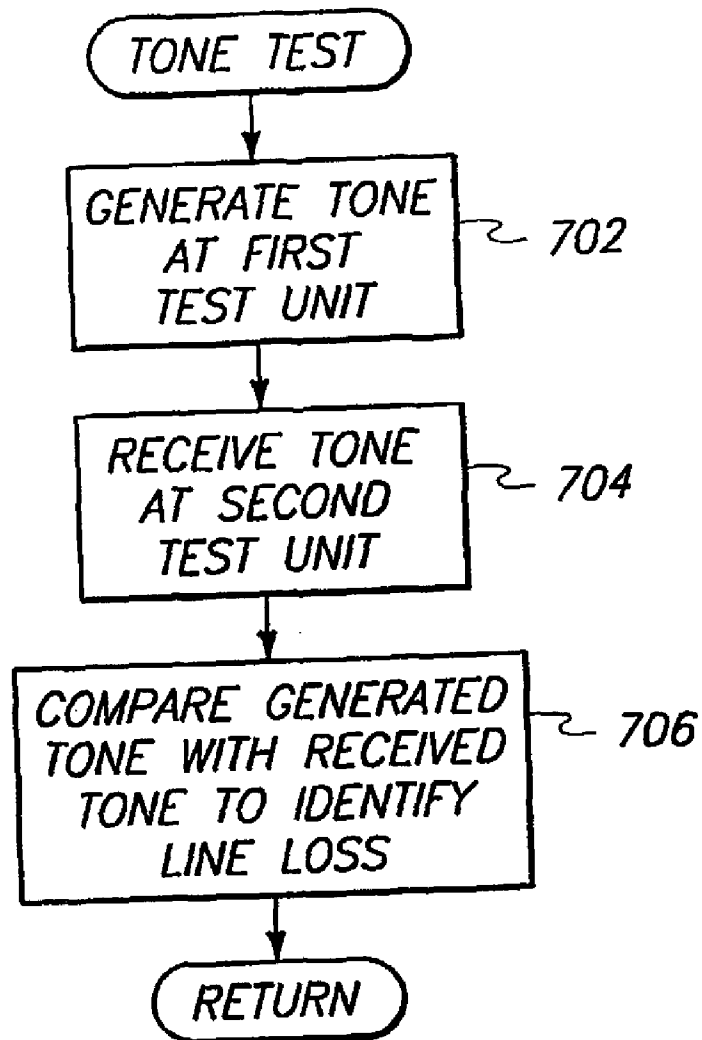 TONE TEST
GENERATE TONE
AT FIRST
TEST UNIT
702
RECEIVE TONE
AT SECOND
TEST UNIT
704
COMPARE GENERATED
TONE WITH RECEIVED
TONE TO IDENTIFY
LINE LOSS
706
RETURN